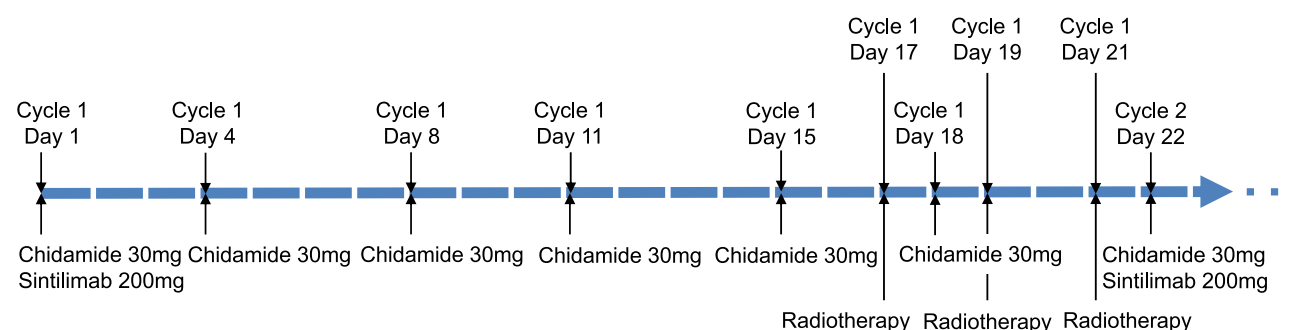 Cycle 1
Day 17
Cycle 1
Day 19
Cycle 1
Day 21
Cycle 1
Day 1
Cycle 1
Day 4
Cycle 1
Day 8
Cycle 1
Day 11
Cycle 1
Day 15
Cycle 1
Day 18
Cycle 2
Day 22
Chidamide 30mg
Sintilimab 200mg
Chidamide 30mg
Chidamide 30mg
Chidamide 30mg
Chidamide 30mg
Chidamide 30mg
Chidamide 30mg
Sintilimab 200mg
Radiotherapy
Radiotherapy
Radiotherapy